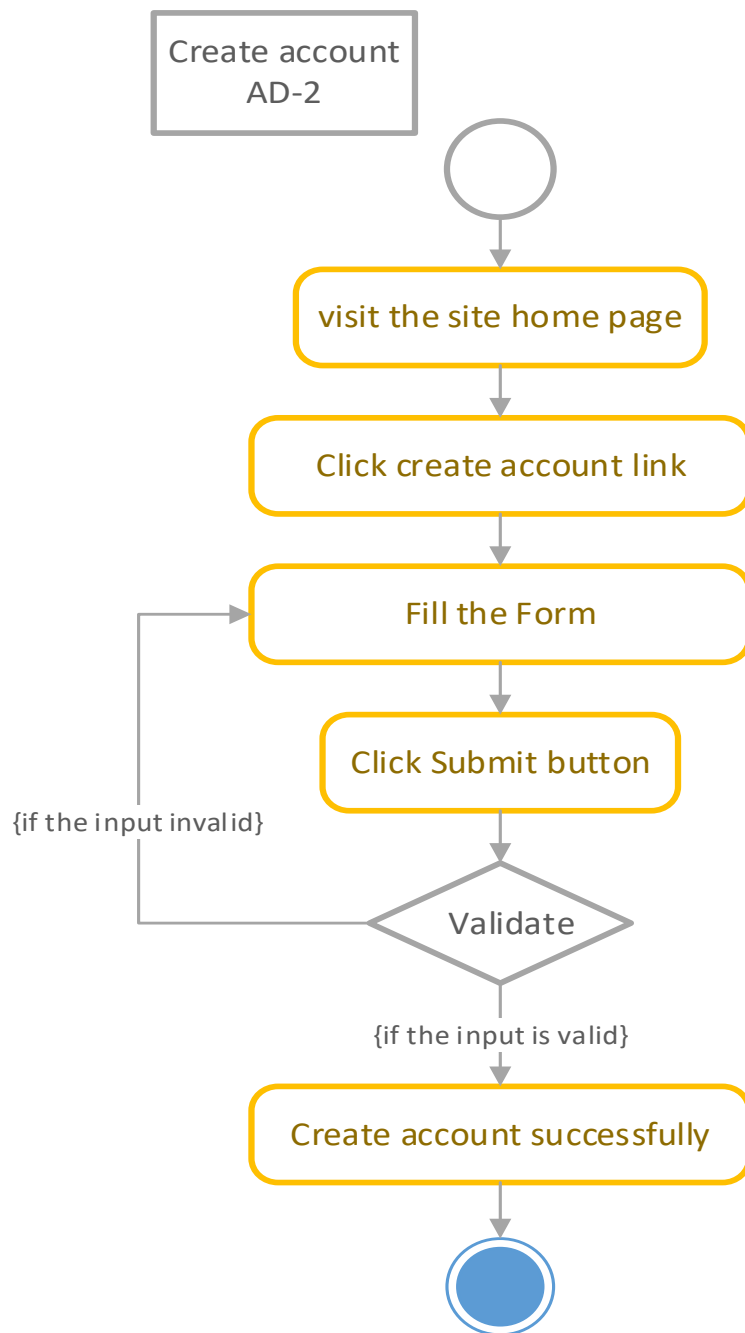 Create account
AD-2
visit the site home page
Click create account link
Fill the Form
Click Submit button
{if the input invalid}
Validate
{if the input is valid}
Create account successfully